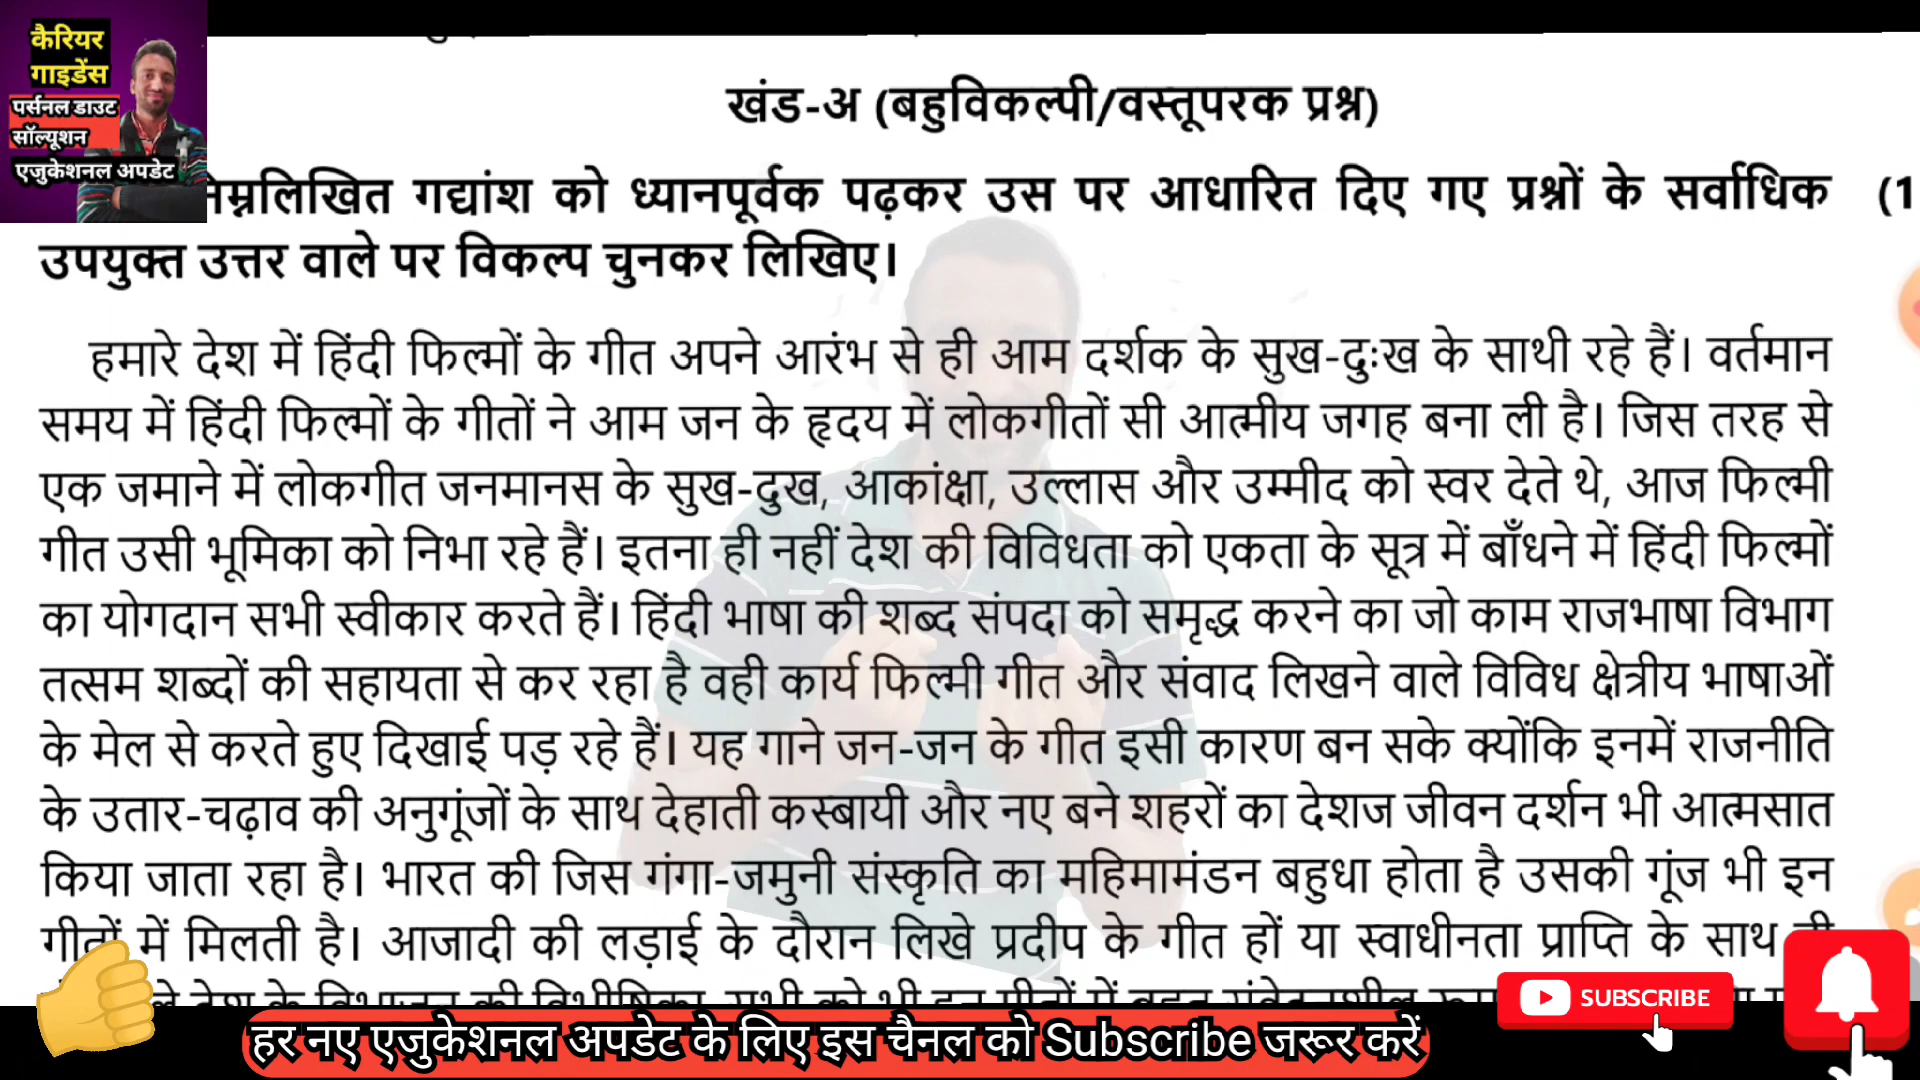 कैरियर
गाइडेंस
पर्सनल डाउट
सॉल्यूशन
एजुकेशनल अपडेट
खंड-अ (बहुविकल्पी/वस्तूपरक प्रश्न)
गद्यांश को ध्यानपूर्वक पढ़कर उस पर आधारित दिए गए प्रश्नों के सर्वाधिक (1
उपयुक्त उत्तर वाले पर विकल्प चुनकर लिखिए।
हमारे देश में हिंदी फिल्मों के गीत अपने आरंभ से ही आम दर्शक के सुख-दुःख के साथी रहे हैं। वर्तमान
समय में हिंदी फिल्मों के गीतों ने आम जन के हृदय में लोकगीतों सी आत्मीय जगह बना ली है। जिस तरह से
एक जमाने में लोकगीत जनमानस के सुख-दुख, आकांक्षा, उल्लास और उम्मीद को स्वर देते थे, आज फिल्मी
गीत उसी भूमिका को निभा रहे हैं। इतना ही नहीं देश की विविधता को एकता के सूत्र में बाँधने में हिंदी फिल्मों
का योगदान सभी स्वीकार करते हैं। हिंदी भाषा की शब्द संपदा को समृद्ध करने का जो काम राजभाषा विभाग
तत्सम शब्दों की सहायता से कर रहा है वही कार्य फिल्मी गीत और संवाद लिखने वाले विविध क्षेत्रीय भाषाओं
के मेल से करते हुए दिखाई पड़ रहे हैं। यह गाने जन-जन के गीत इसी कारण बन सके क्योंकि इनमें राजनीति
के उतार-चढ़ाव की अनुगूंजों के साथ देहाती कस्बायी और नए बने शहरों का देशज जीवन दर्शन भी आत्मसात
किया जाता रहा है। भारत की जिस गंगा-जमुनी संस्कृति का महिमामंडन बहुधा होता है उसकी गूंज भी इन
गीतों में मिलती है। आजादी की लड़ाई के दौरान लिखे प्रदीप के गीत हों या स्वाधीनता प्राप्ति के साथ
SUBSCRIBE
हर नए एजुकेशनल अपडेट के लिए इस चैनल को Subscribe जरूर करें